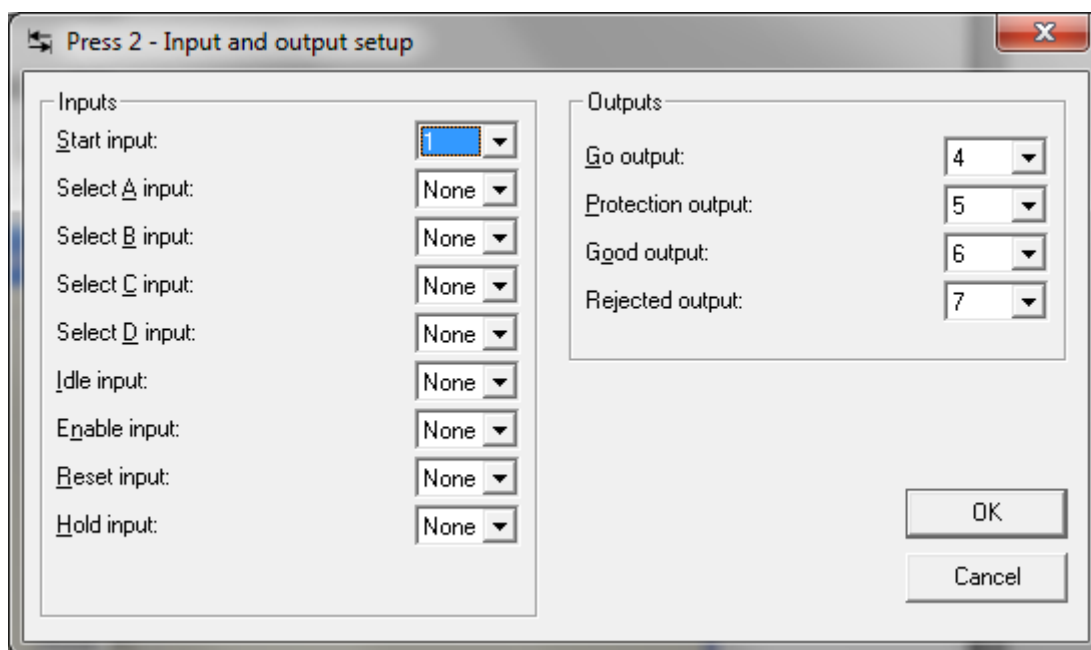 Press 2 - Input and output setup
Inputs
Start input: 1
Select A input: None
Select B input: None
Select C input: None
Select D input: None
Idle input: None
Enable input: None
Reset input: None
Hold input: None
Outputs
Go output: 4
Protection output: 5
Good output: 6
Rejected output: 7
OK
Cancel